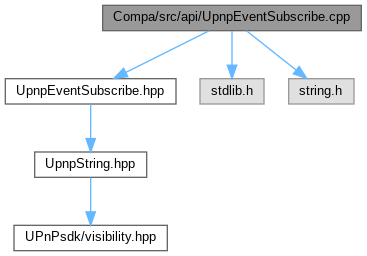 Compa/src/api/UpnpEventSubscribe.cpp
UpnpEventSubscribe.hpp
stdlib.h
string.h
UpnpString.hpp
UPnPsdk/visibility.hpp